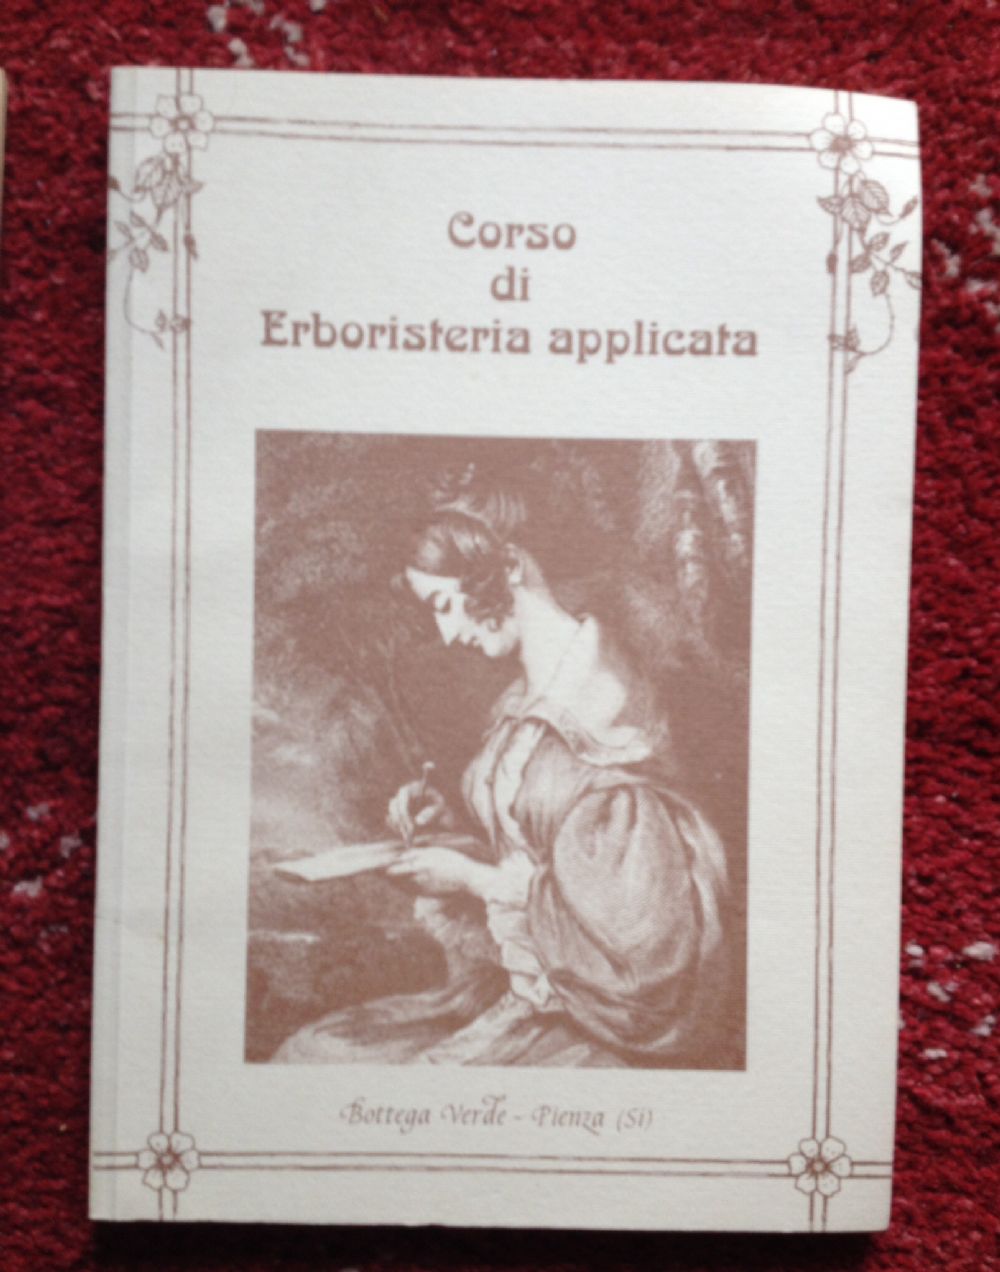 Corso
di
Erboristeria applicata
Bottega Verde - Pienza (Si)